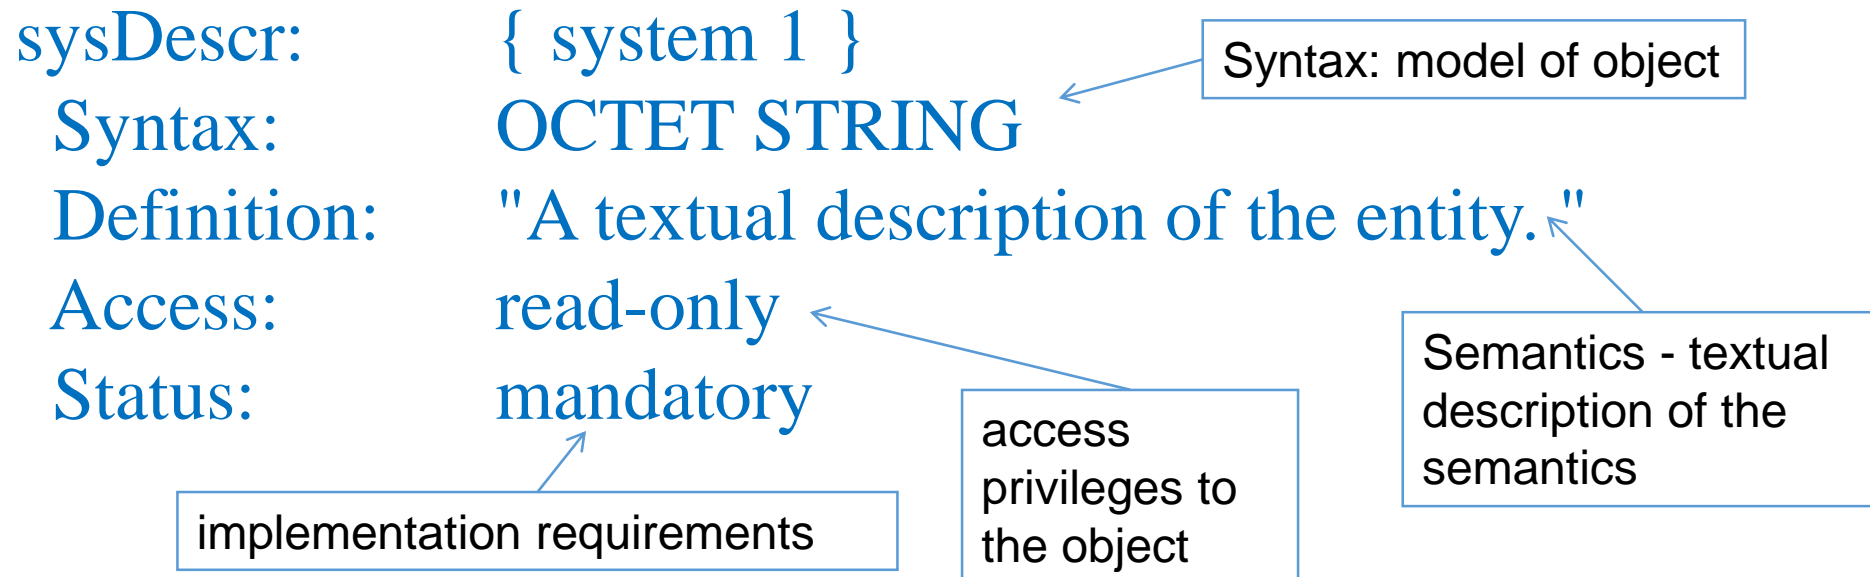 sysDescr: { system 1 }
Syntax: model of object
Syntax: OCTET STRING
Definition: "A textual description of the entity. "
Access: read-only
Status: mandatory
Semantics - textual
description of the
semantics
access
privileges to
the object
implementation requirements